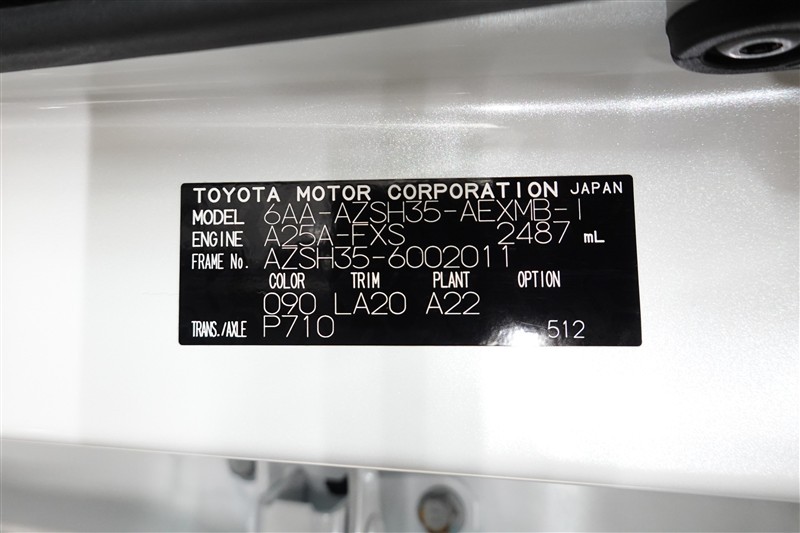 TOYOTA MOTOR CORPORATION JAPAN
MODEL 6AA-AZSH35-AEXMB-I
ENGINE A25A-FXS 2487 mL
FRAME No. AZSH35-6002011
COLOR TRIM PLANT OPTION
090 LA20 A22
TRANS./AXLE P710 512